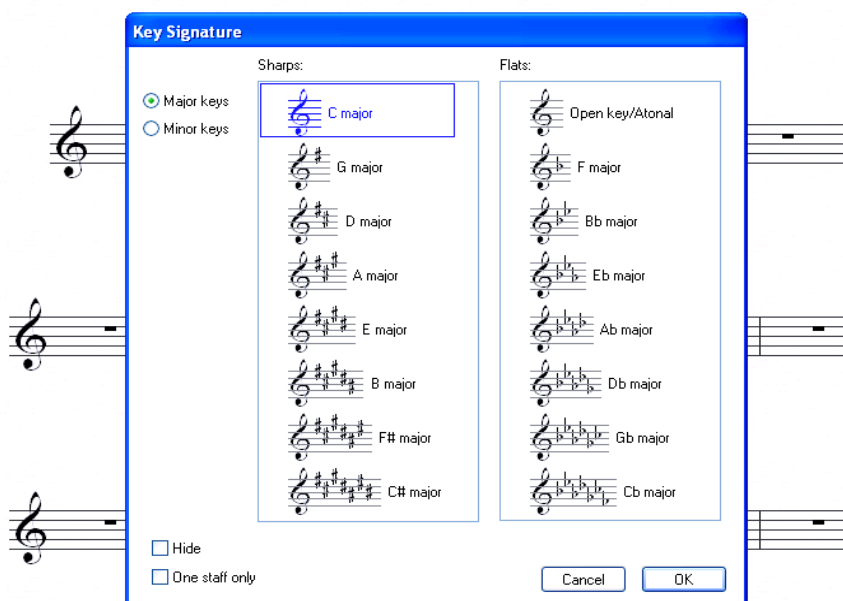 Key Signature
Sharps:
Flats:
Major keys
Minor keys
C major
G major
D major
A major
E major
B major
F# major
C# major
Open key/Atonal
F major
Bb major
Eb major
Ab major
Db major
Gb major
Cb major
Hide
One staff only
Cancel
OK